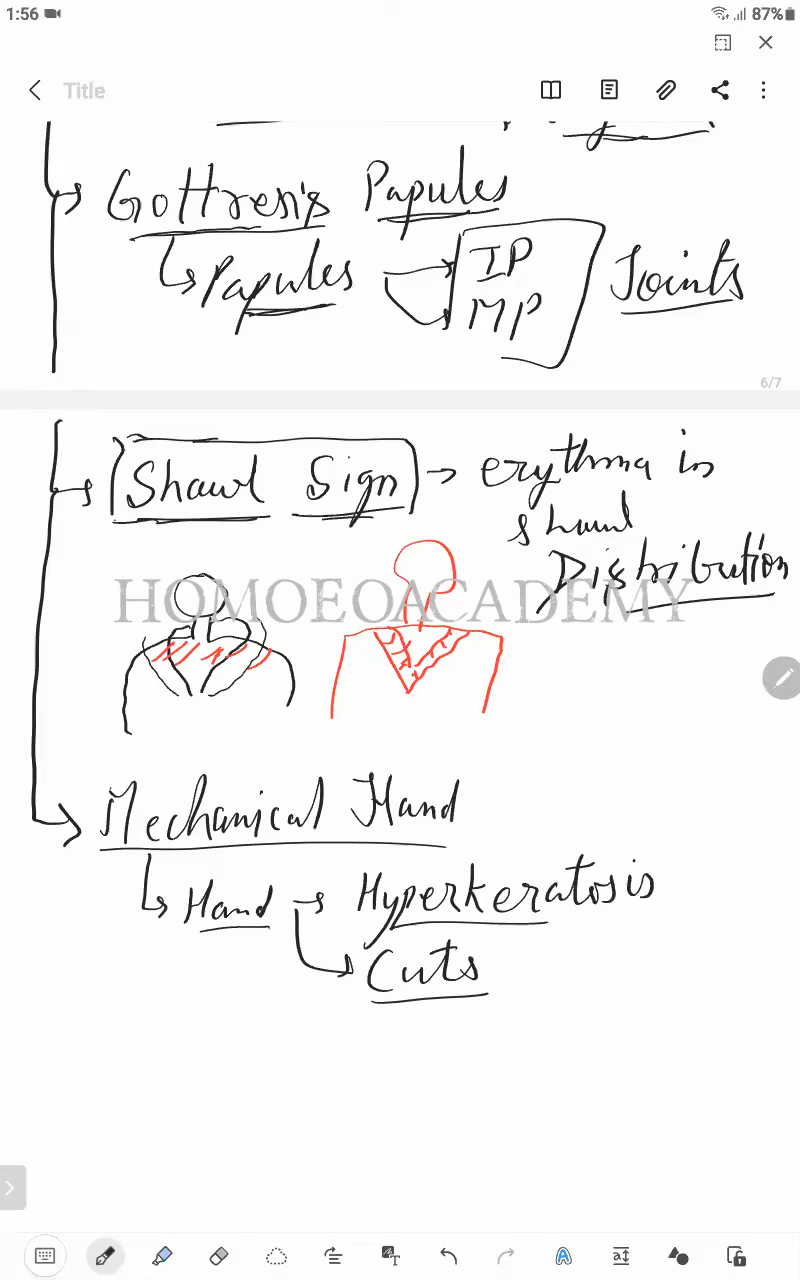 1:56
87%
Title
Gottren's Papules
Papules
IP
MP
Joints
6/7
Shawl Sign → erythma in
shawl
Distribution
HOMOEOACADEMY
Mechanical Hand
Hand → Hyperkeratosis
Cuts